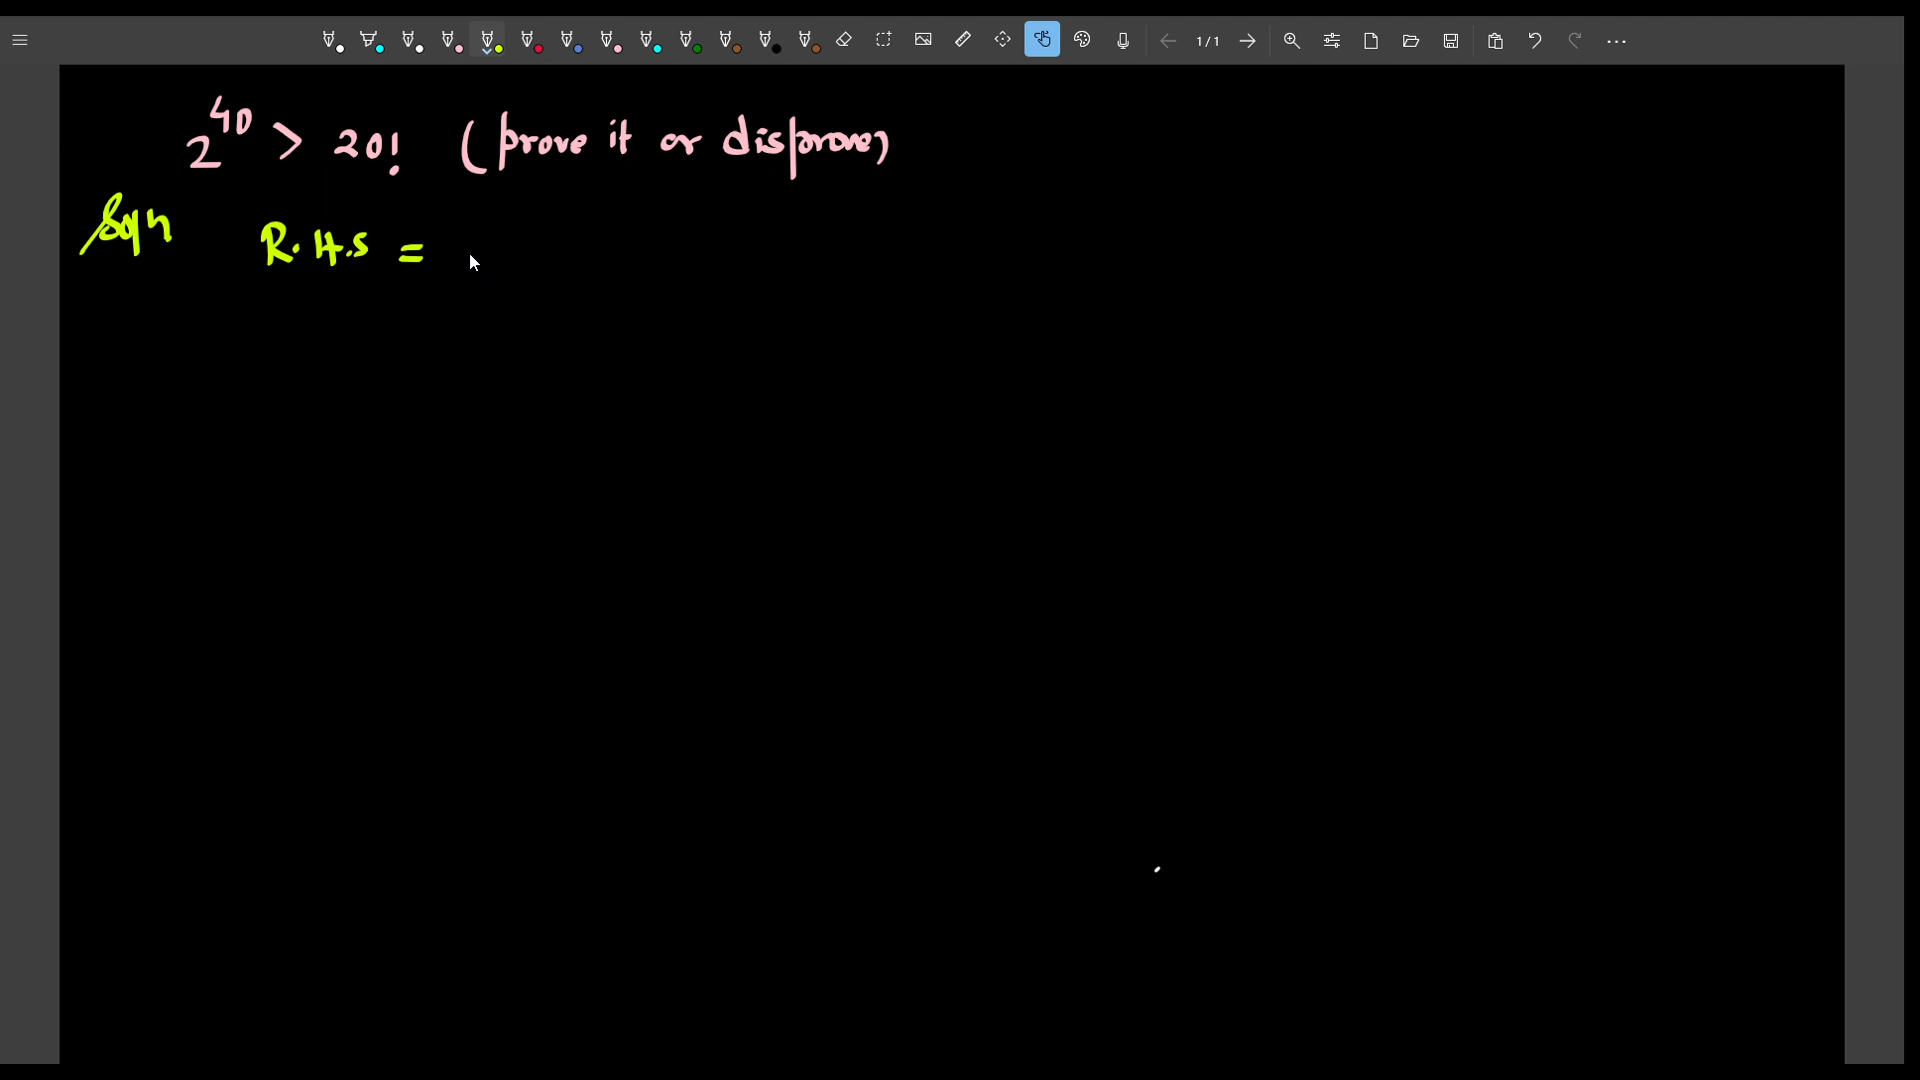 1 / 1
2^40 > 20! (prove it or disprove)
Sol^n R.H.S =